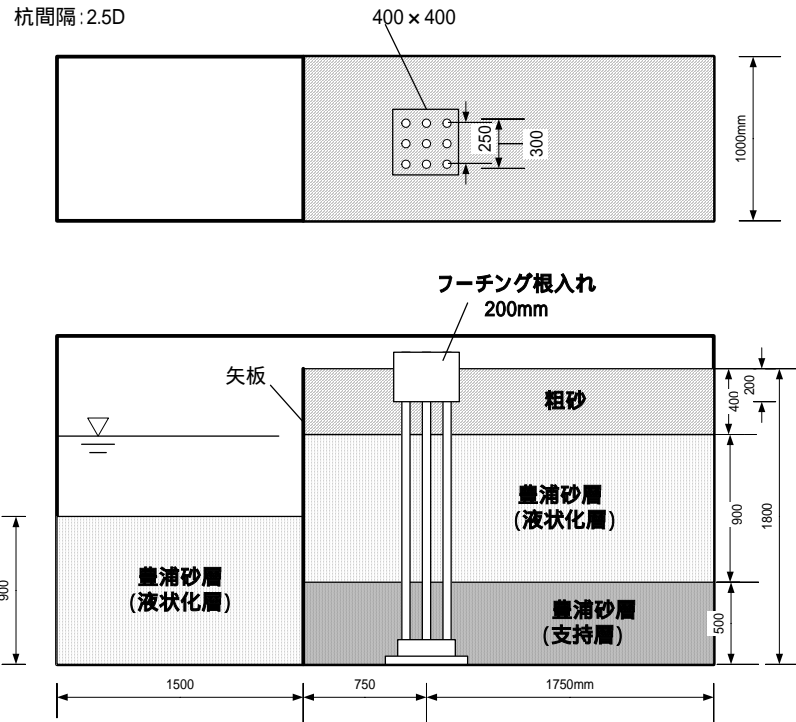 杭間隔:2.5D
400×400
250
300
1000mm
フーチング根入れ
200mm
矢板
粗砂
200
400
豊浦砂層
(液状化層)
900
1800
豊浦砂層
(液状化層)
900
豊浦砂層
(支持層)
500
1500
750
1750mm